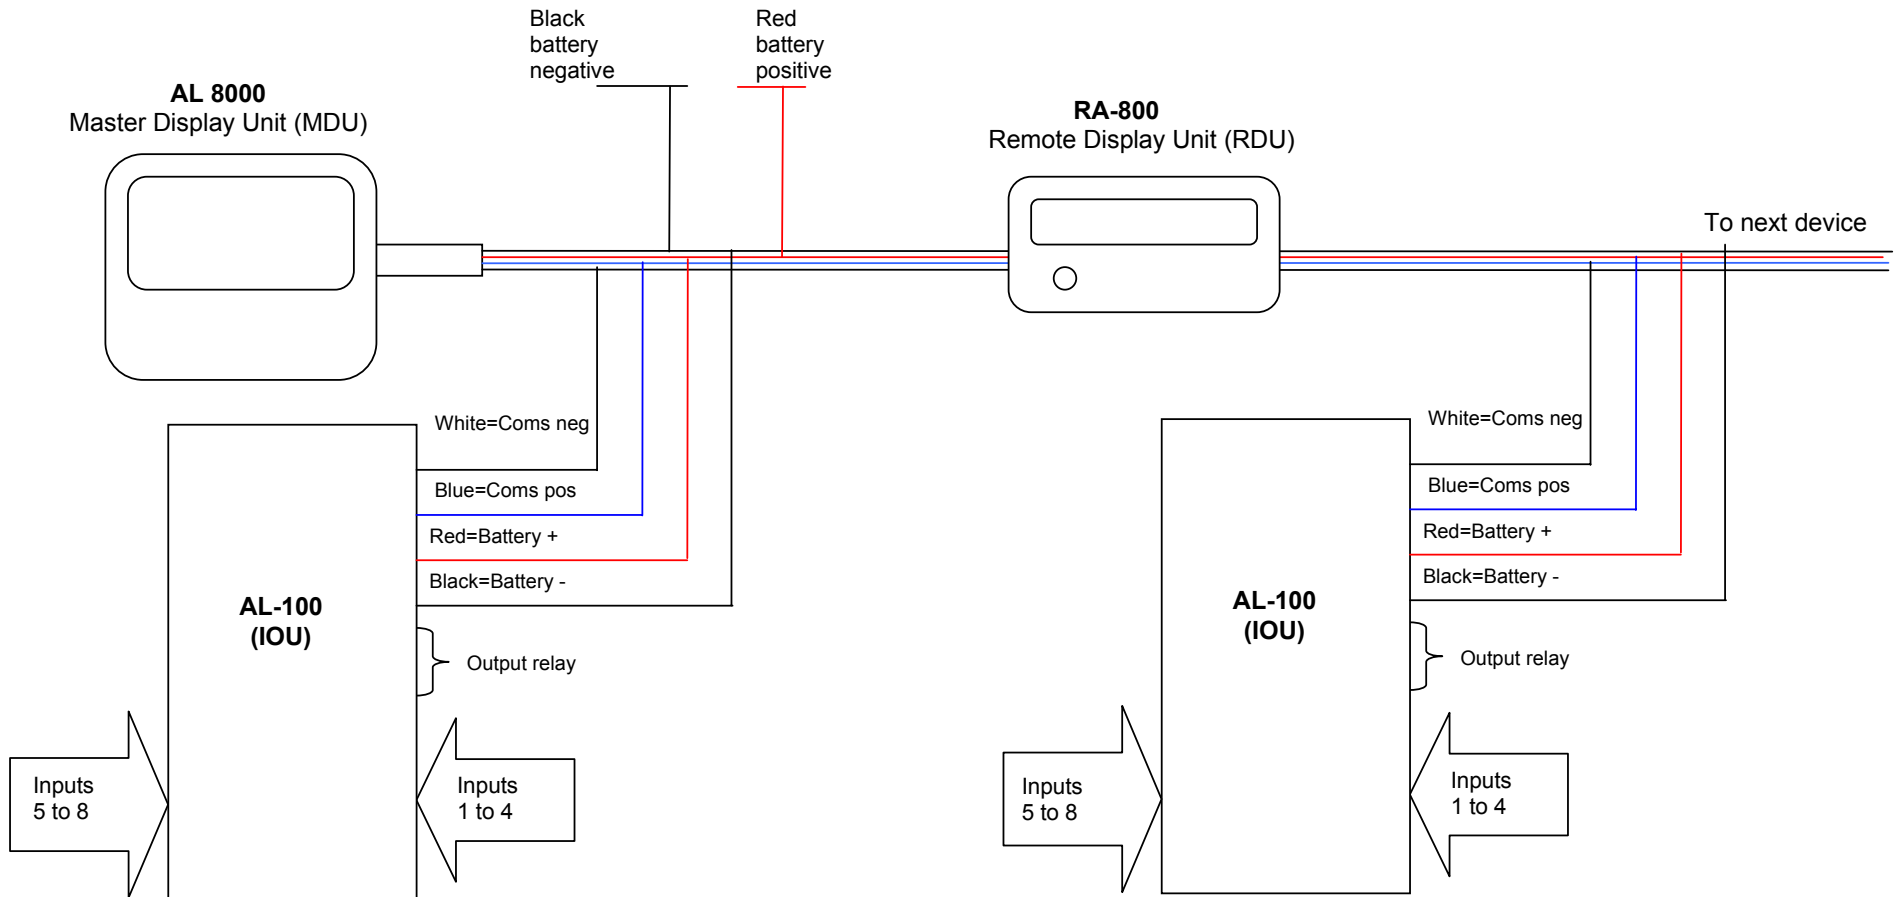 Black
battery
negative
Red
battery
positive
AL 8000
Master Display Unit (MDU)
RA-800
Remote Display Unit (RDU)
To next device
White=Coms neg
Blue=Coms pos
Red=Battery +
Black=Battery -
AL-100
(IOU)
Output relay
Inputs
5 to 8
Inputs
1 to 4
White=Coms neg
Blue=Coms pos
Red=Battery +
Black=Battery -
AL-100
(IOU)
Output relay
Inputs
5 to 8
Inputs
1 to 4